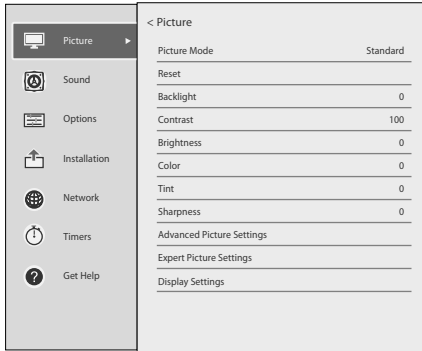 Picture
Sound
Options
Installation
Network
Timers
Get Help
< Picture
Picture Mode Standard
Reset
Backlight 0
Contrast 100
Brightness 0
Color 0
Tint 0
Sharpness 0
Advanced Picture Settings
Expert Picture Settings
Display Settings